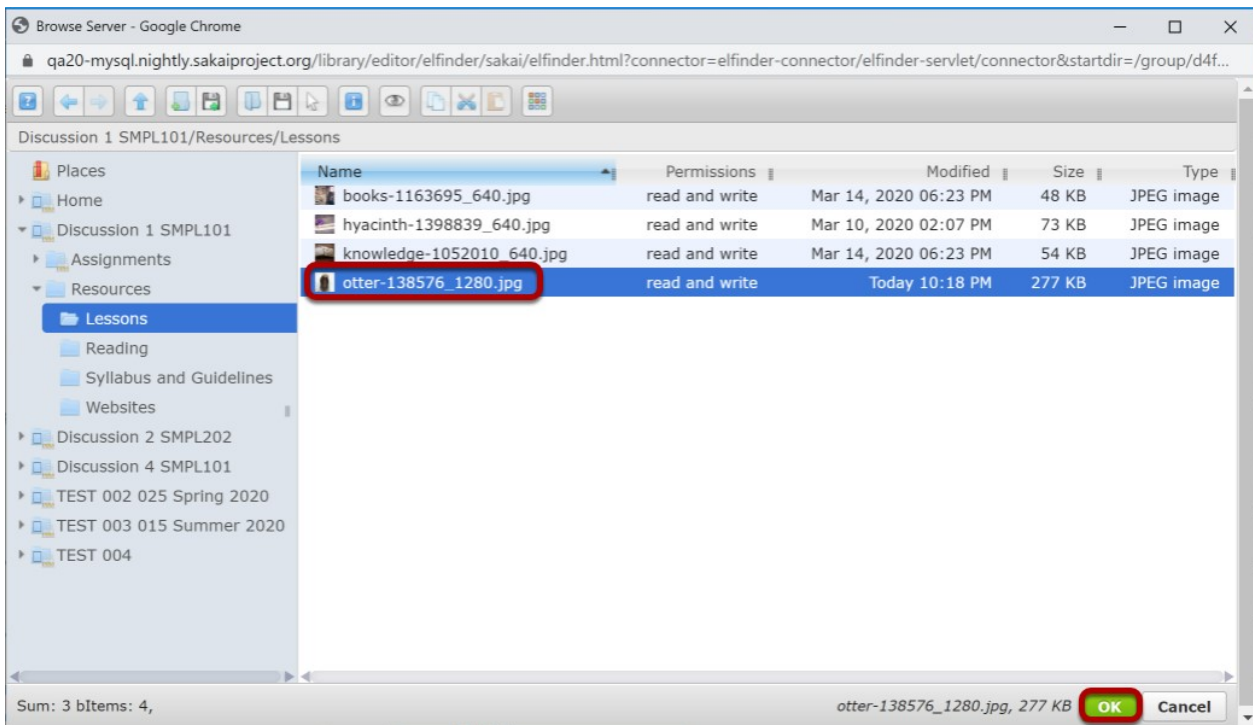 Browse Server - Google Chrome
qa20-mysql.nightly.sakaiproject.org/library/editor/elfinder/sakai/elfinder.html?connector=elfinder-connector/elfinder-servlet/connector&startdir=/group/d4f...
Discussion 1 SMPL101/Resources/Lessons
Places
Home
Discussion 1 SMPL101
Assignments
Resources
Lessons
Reading
Syllabus and Guidelines
Websites
Discussion 2 SMPL202
Discussion 4 SMPL101
TEST 002 025 Spring 2020
TEST 003 015 Summer 2020
TEST 004
Name Permissions Modified Size Type
books-1163695_640.jpg read and write Mar 14, 2020 06:23 PM 48 KB JPEG image
hyacinth-1398839_640.jpg read and write Mar 10, 2020 02:07 PM 73 KB JPEG image
knowledge-1052010_640.jpg read and write Mar 14, 2020 06:23 PM 54 KB JPEG image
otter-138576_1280.jpg read and write Today 10:18 PM 277 KB JPEG image
Sum: 3 bItems: 4, otter-138576_1280.jpg, 277 KB OK Cancel